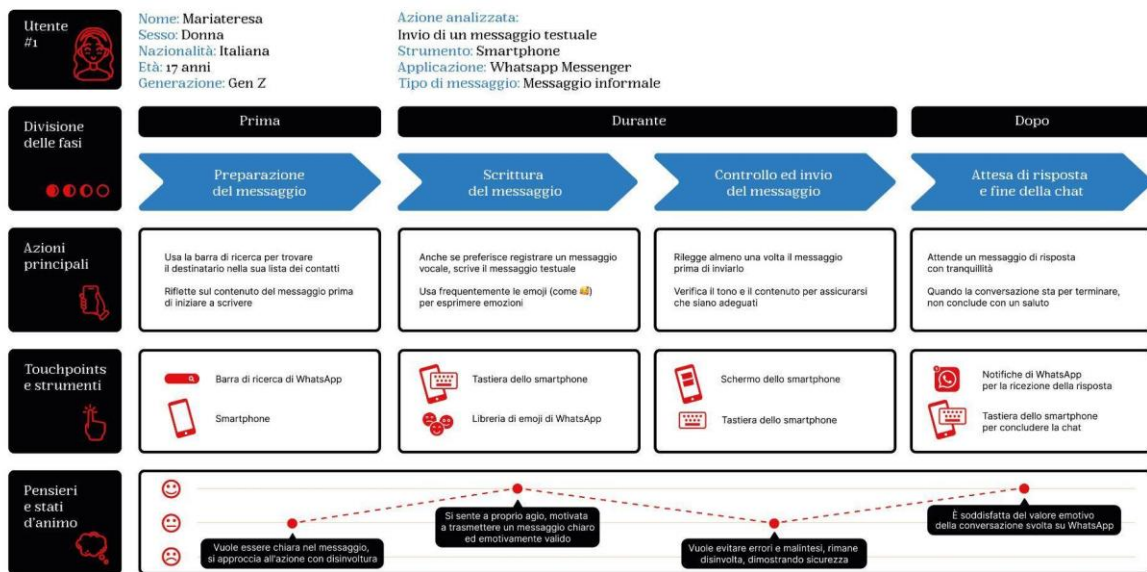 Utente
#1
Nome: Mariateresa
Sesso: Donna
Nazionalità: Italiana
Età: 17 anni
Generazione: Gen Z
Azione analizzata:
Invio di un messaggio testuale
Strumento: Smartphone
Applicazione: Whatsapp Messenger
Tipo di messaggio: Messaggio informale
Divisione
delle fasi
Prima
Durante
Dopo
Preparazione
del messaggio
Scrittura
del messaggio
Controllo ed invio
del messaggio
Attesa di risposta
e fine della chat
Azioni
principali
Usa la barra di ricerca per trovare
il destinatario nella sua lista dei contatti
Riflette sul contenuto del messaggio prima
di iniziare a scrivere
Anche se preferisce registrare un messaggio
vocale, scrive il messaggio testuale
Usa frequentemente le emoji (come 🥰)
per esprimere emozioni
Rilegge almeno una volta il messaggio
prima di inviarlo
Verifica il tono e il contenuto per assicurarsi
che siano adeguati
Attende un messaggio di risposta
con tranquillità
Quando la conversazione sta per terminare,
non conclude con un saluto
Touchpoints
e strumenti
Barra di ricerca di WhatsApp
Smartphone
Tastiera dello smartphone
Libreria di emoji di WhatsApp
Schermo dello smartphone
Tastiera dello smartphone
Notifiche di WhatsApp
per la ricezione della risposta
Tastiera dello smartphone
per concludere la chat
Pensieri
e stati
d'animo
Vuole essere chiara nel messaggio,
si approccia all'azione con disinvoltura
Si sente a proprio agio, motivata
a trasmettere un messaggio chiaro
ed emotivamente valido
Vuole evitare errori e malintesi, rimane
disinvolta, dimostrando sicurezza
È soddisfatta del valore emotivo
della conversazione svolta su WhatsApp